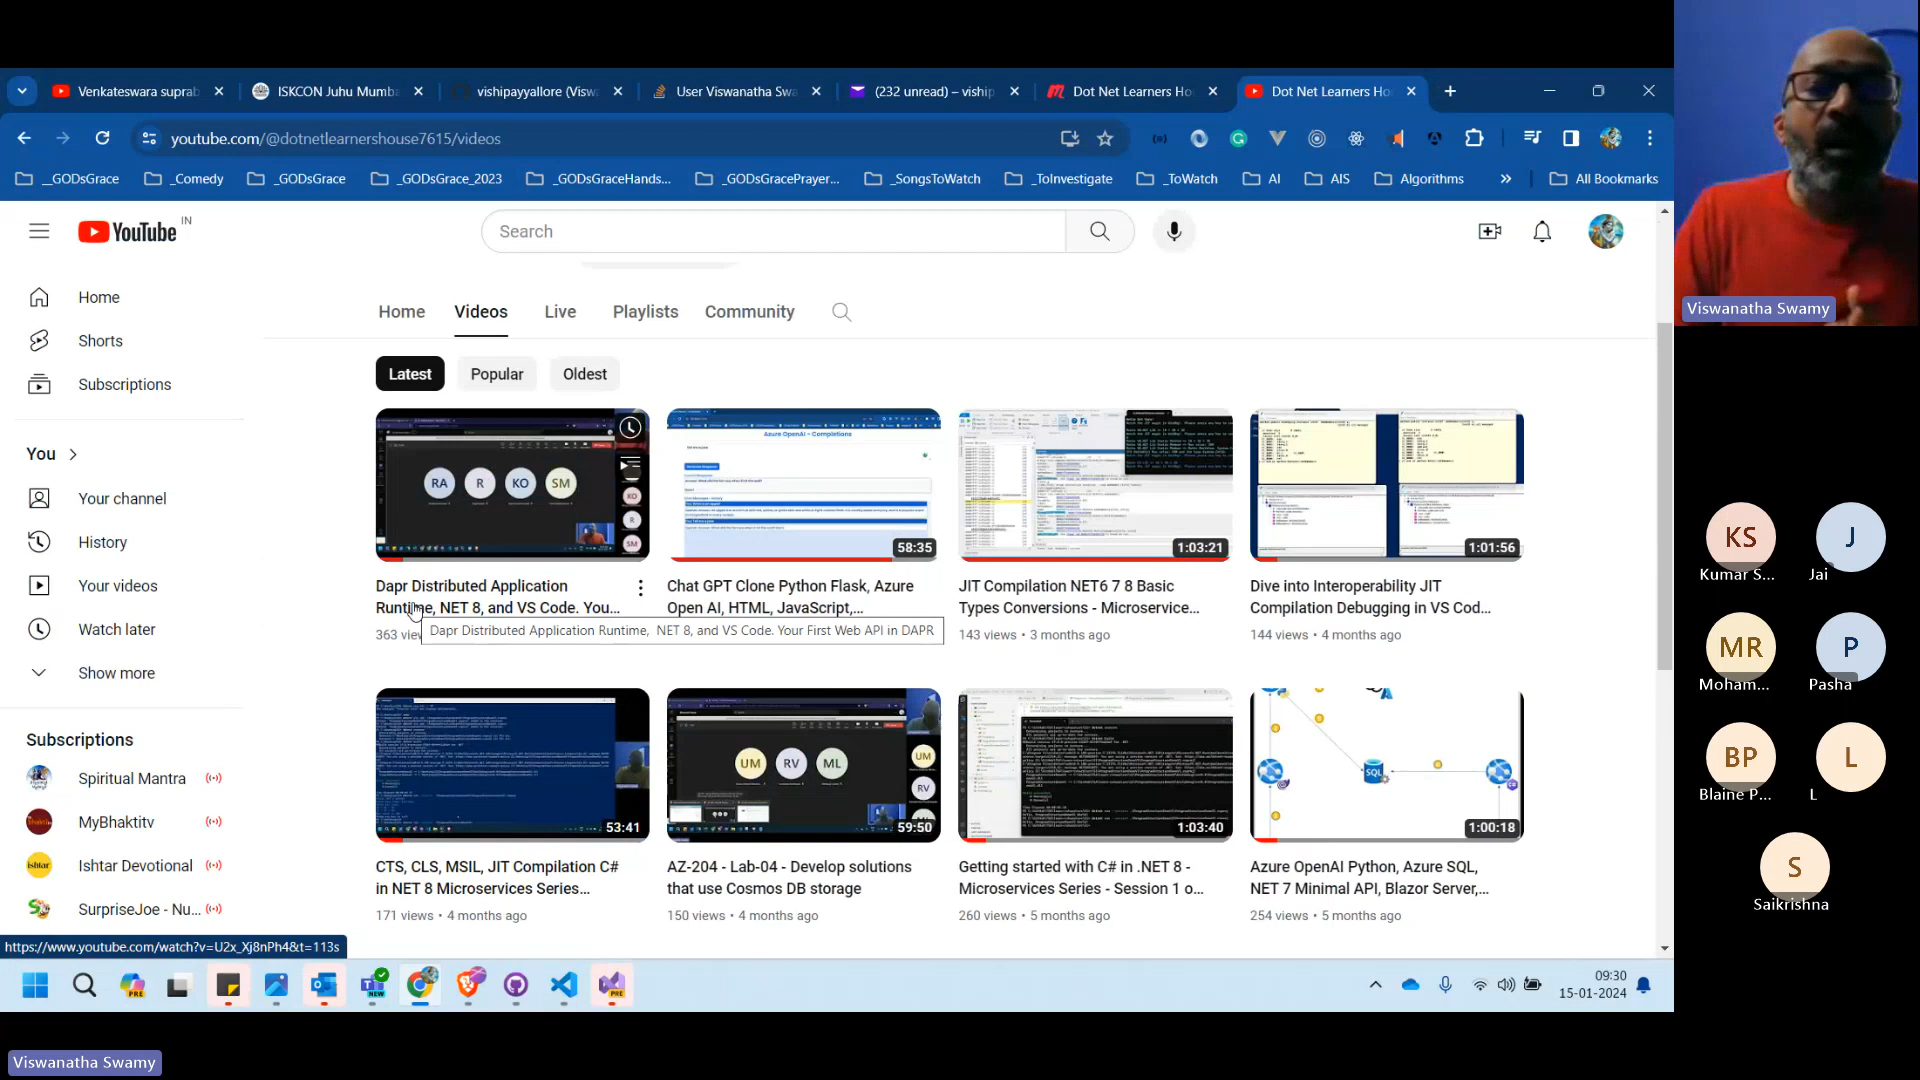 Venkateswara suprab
ISKCON Juhu Mumba
vishipayyallore (Viswa
User Viswanatha Swa
(232 unread) – viship
Dot Net Learners Ho
Dot Net Learners Ho
youtube.com/@dotnetlearnershouse7615/videos
__GODsGrace
_Comedy
_GODsGrace
_GODsGrace_2023
_GODsGraceHands...
_GODsGracePrayer...
_SongsToWatch
_ToInvestigate
_ToWatch
AI
AIS
Algorithms
All Bookmarks
YouTube IN
Search
Home
Shorts
Subscriptions
You
Your channel
History
Your videos
Watch later
Show more
Subscriptions
Spiritual Mantra
MyBhaktitv
Ishtar Devotional
SurpriseJoe - Nu...
Home
Videos
Live
Playlists
Community
Latest
Popular
Oldest
RA
R
KO
SM
Azure OpenAI - Completions
58:35
1:03:21
1:01:56
Dapr Distributed Application
Runtime, NET 8, and VS Code. You...
363 view
Dapr Distributed Application Runtime, NET 8, and VS Code. Your First Web API in DAPR
Chat GPT Clone Python Flask, Azure
Open AI, HTML, JavaScript,...
JIT Compilation NET6 7 8 Basic
Types Conversions - Microservice...
143 views • 3 months ago
Dive into Interoperability JIT
Compilation Debugging in VS Cod...
144 views • 4 months ago
53:41
UM
RV
ML
UM
RV
59:50
1:03:40
SQL
1:00:18
CTS, CLS, MSIL, JIT Compilation C#
in NET 8 Microservices Series...
171 views • 4 months ago
AZ-204 - Lab-04 - Develop solutions
that use Cosmos DB storage
150 views • 4 months ago
Getting started with C# in .NET 8 -
Microservices Series - Session 1 o...
260 views • 5 months ago
Azure OpenAI Python, Azure SQL,
NET 7 Minimal API, Blazor Server,...
254 views • 5 months ago
https://www.youtube.com/watch?v=U2x_Xj8nPh4&t=113s
09:30
15-01-2024
Viswanatha Swamy
KS
Kumar S...
J
Jai
MR
Moham...
P
Pasha
BP
Blaine P...
L
L
S
Saikrishna
Viswanatha Swamy